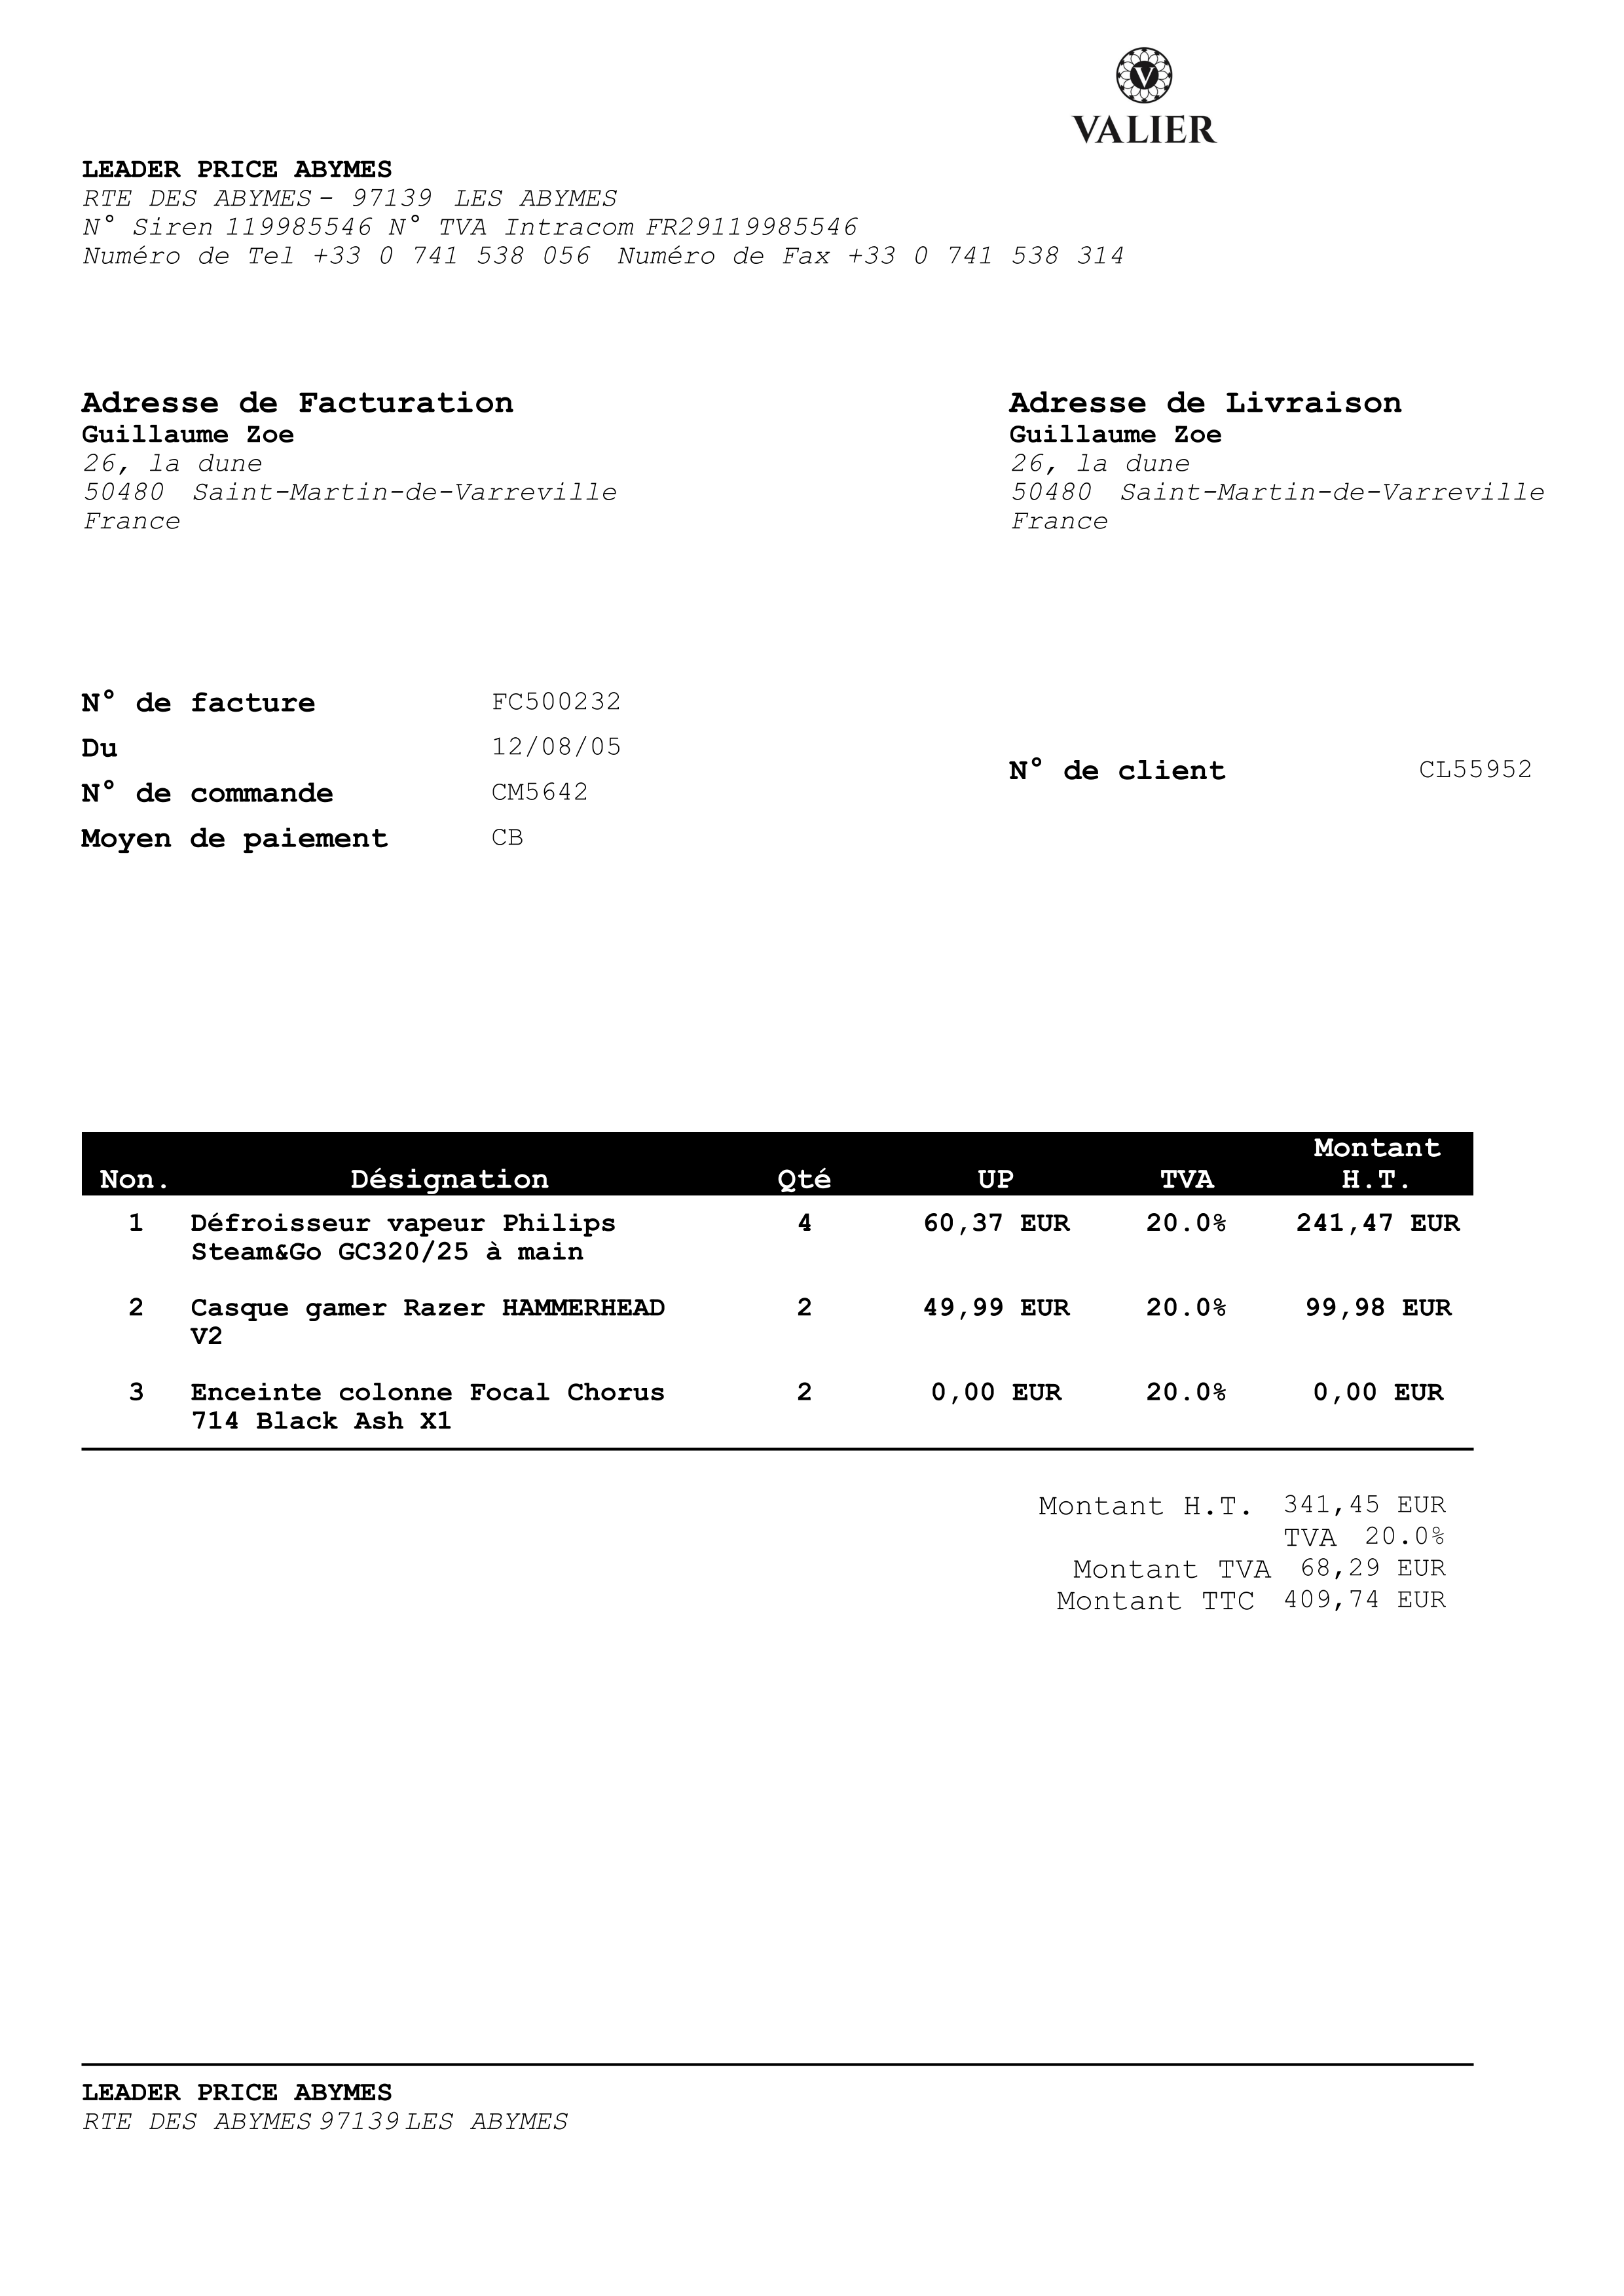 V
VALIER
LEADER PRICE ABYMES
RTE DES ABYMES - 97139 LES ABYMES
N° Siren 119985546 N° TVA Intracom FR29119985546
Numéro de Tel +33 0 741 538 056 Numéro de Fax +33 0 741 538 314
Adresse de Facturation
Guillaume Zoe
26, la dune
50480 Saint-Martin-de-Varreville
France
Adresse de Livraison
Guillaume Zoe
26, la dune
50480 Saint-Martin-de-Varreville
France
N° de facture FC500232
Du 12/08/05
N° de commande CM5642
Moyen de paiement CB
N° de client CL55952
Non. Désignation Qté UP TVA Montant H.T.
1 Défroisseur vapeur Philips 4 60,37 EUR 20.0% 241,47 EUR
Steam&Go GC320/25 à main
2 Casque gamer Razer HAMMERHEAD 2 49,99 EUR 20.0% 99,98 EUR
V2
3 Enceinte colonne Focal Chorus 2 0,00 EUR 20.0% 0,00 EUR
714 Black Ash X1
Montant H.T. 341,45 EUR
TVA 20.0%
Montant TVA 68,29 EUR
Montant TTC 409,74 EUR
LEADER PRICE ABYMES
RTE DES ABYMES 97139 LES ABYMES